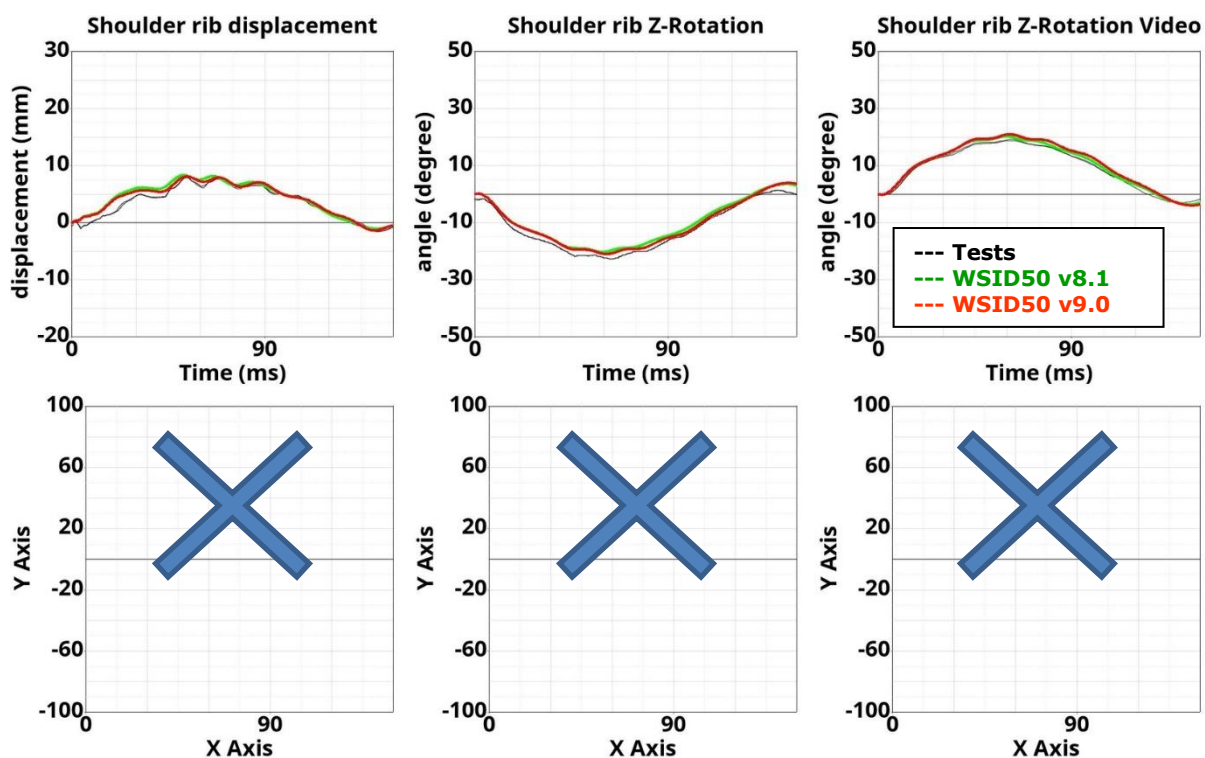 Shoulder rib displacement
30
20
10
0
-10
-20
displacement (mm)
0 90
Time (ms)
Shoulder rib Z-Rotation
50
30
10
-10
-30
-50
angle (degree)
0 90
Time (ms)
Shoulder rib Z-Rotation Video
50
30
10
-10
-30
-50
angle (degree)
0 90
Time (ms)
--- Tests
--- WSID50 v8.1
--- WSID50 v9.0
100
60
20
-20
-60
-100
Y Axis
0 90
X Axis
100
60
20
-20
-60
-100
Y Axis
0 90
X Axis
100
60
20
-20
-60
-100
Y Axis
0 90
X Axis